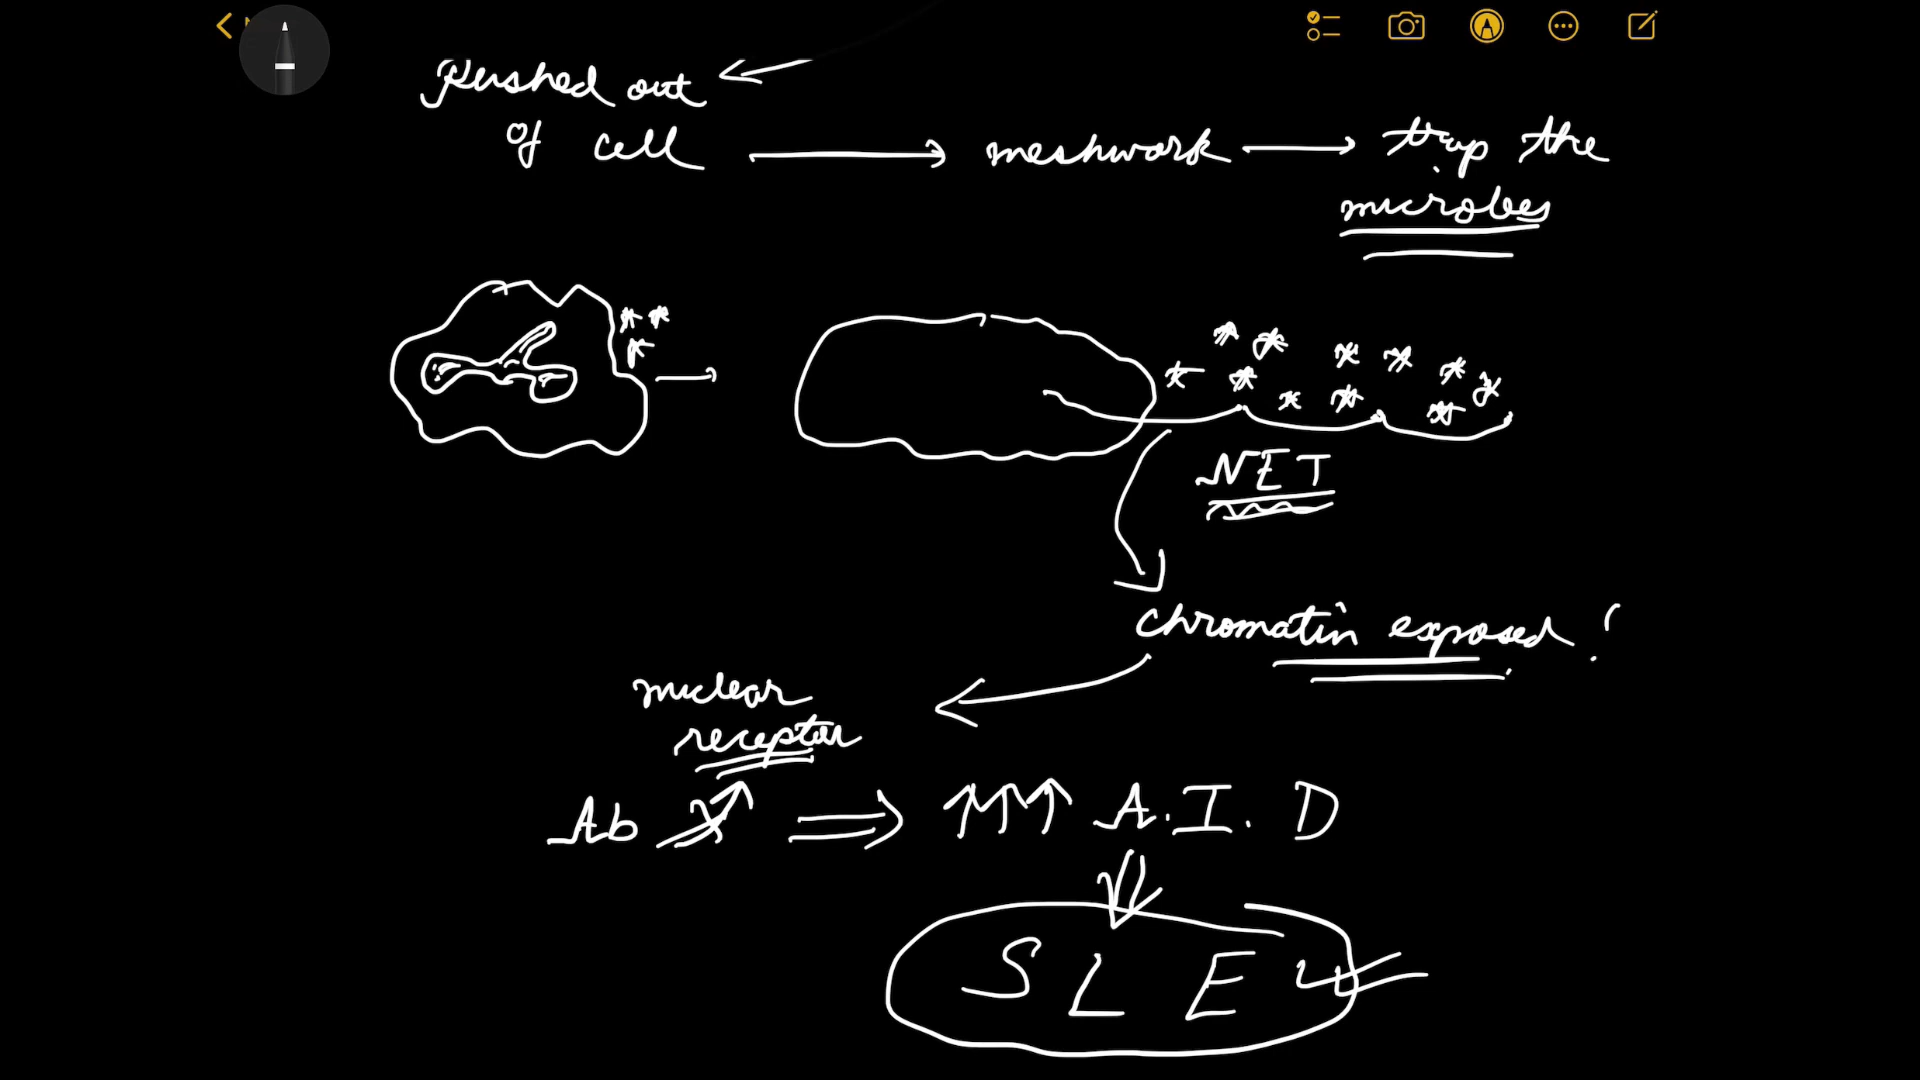 pushed out
of cell → meshwork → trap the
microbes
NET
chromatin exposed !
nuclear
receptor
Ab ⇒ ↑↑↑ A.I.D
SLE